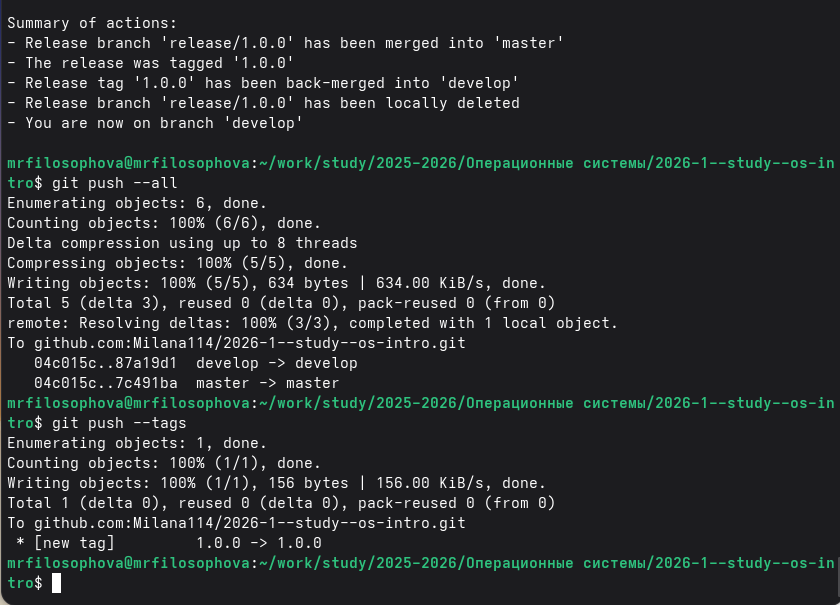 Summary of actions:
- Release branch 'release/1.0.0' has been merged into 'master'
- The release was tagged '1.0.0'
- Release tag '1.0.0' has been back-merged into 'develop'
- Release branch 'release/1.0.0' has been locally deleted
- You are now on branch 'develop'
mrfilosophova@mrfilosophova:~/work/study/2025-2026/Операционные системы/2026-1--study--os-in
tro$ git push --all
Enumerating objects: 6, done.
Counting objects: 100% (6/6), done.
Delta compression using up to 8 threads
Compressing objects: 100% (5/5), done.
Writing objects: 100% (5/5), 634 bytes | 634.00 KiB/s, done.
Total 5 (delta 3), reused 0 (delta 0), pack-reused 0 (from 0)
remote: Resolving deltas: 100% (3/3), completed with 1 local object.
To github.com:Milana114/2026-1--study--os-intro.git
   04c015c..87a19d1  develop -> develop
   04c015c..7c491ba  master -> master
mrfilosophova@mrfilosophova:~/work/study/2025-2026/Операционные системы/2026-1--study--os-in
tro$ git push --tags
Enumerating objects: 1, done.
Counting objects: 100% (1/1), done.
Writing objects: 100% (1/1), 156 bytes | 156.00 KiB/s, done.
Total 1 (delta 0), reused 0 (delta 0), pack-reused 0 (from 0)
To github.com:Milana114/2026-1--study--os-intro.git
 * [new tag]         1.0.0 -> 1.0.0
mrfilosophova@mrfilosophova:~/work/study/2025-2026/Операционные системы/2026-1--study--os-in
tro$